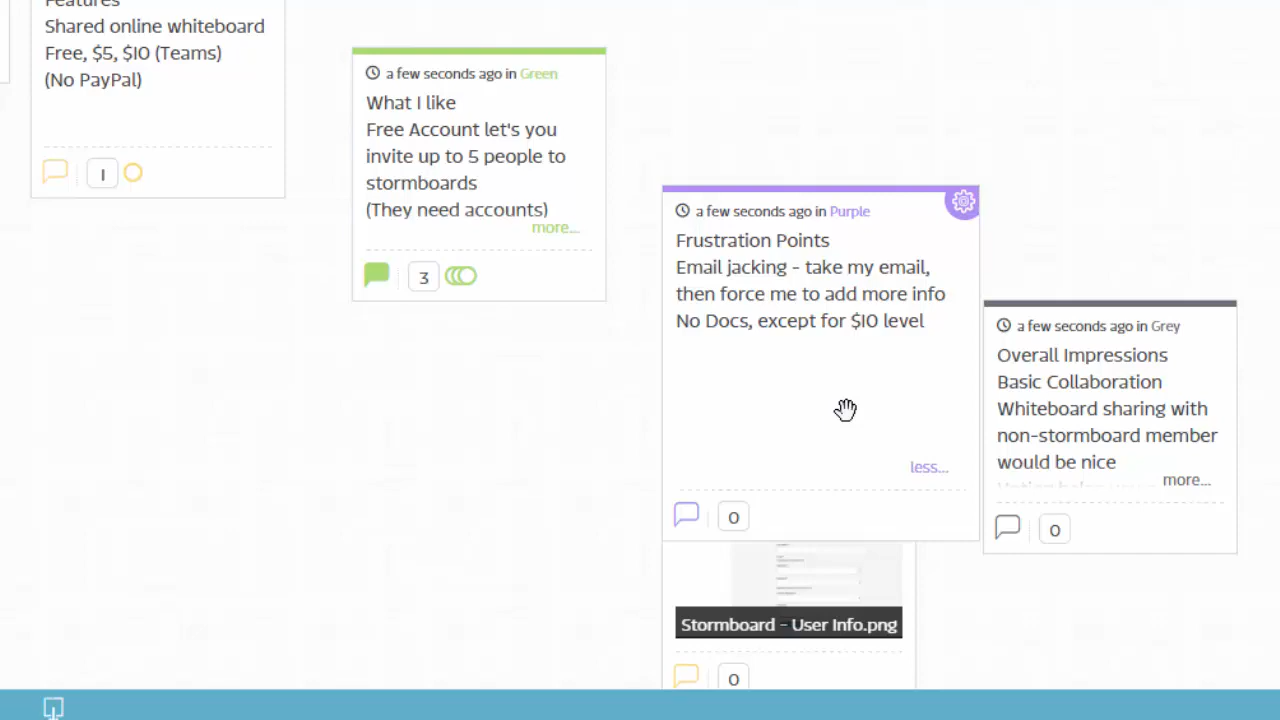 Features
Shared online whiteboard
Free, $5, $10 (Teams)
(No PayPal)
1
a few seconds ago in Green
What I like
Free Account let's you
invite up to 5 people to
stormboards
(They need accounts)
more...
3
a few seconds ago in Purple
Frustration Points
Email jacking - take my email,
then force me to add more info
No Docs, except for $10 level
less...
0
a few seconds ago in Grey
Overall Impressions
Basic Collaboration
Whiteboard sharing with
non-stormboard member
would be nice
more...
0
Stormboard - User Info.png
0